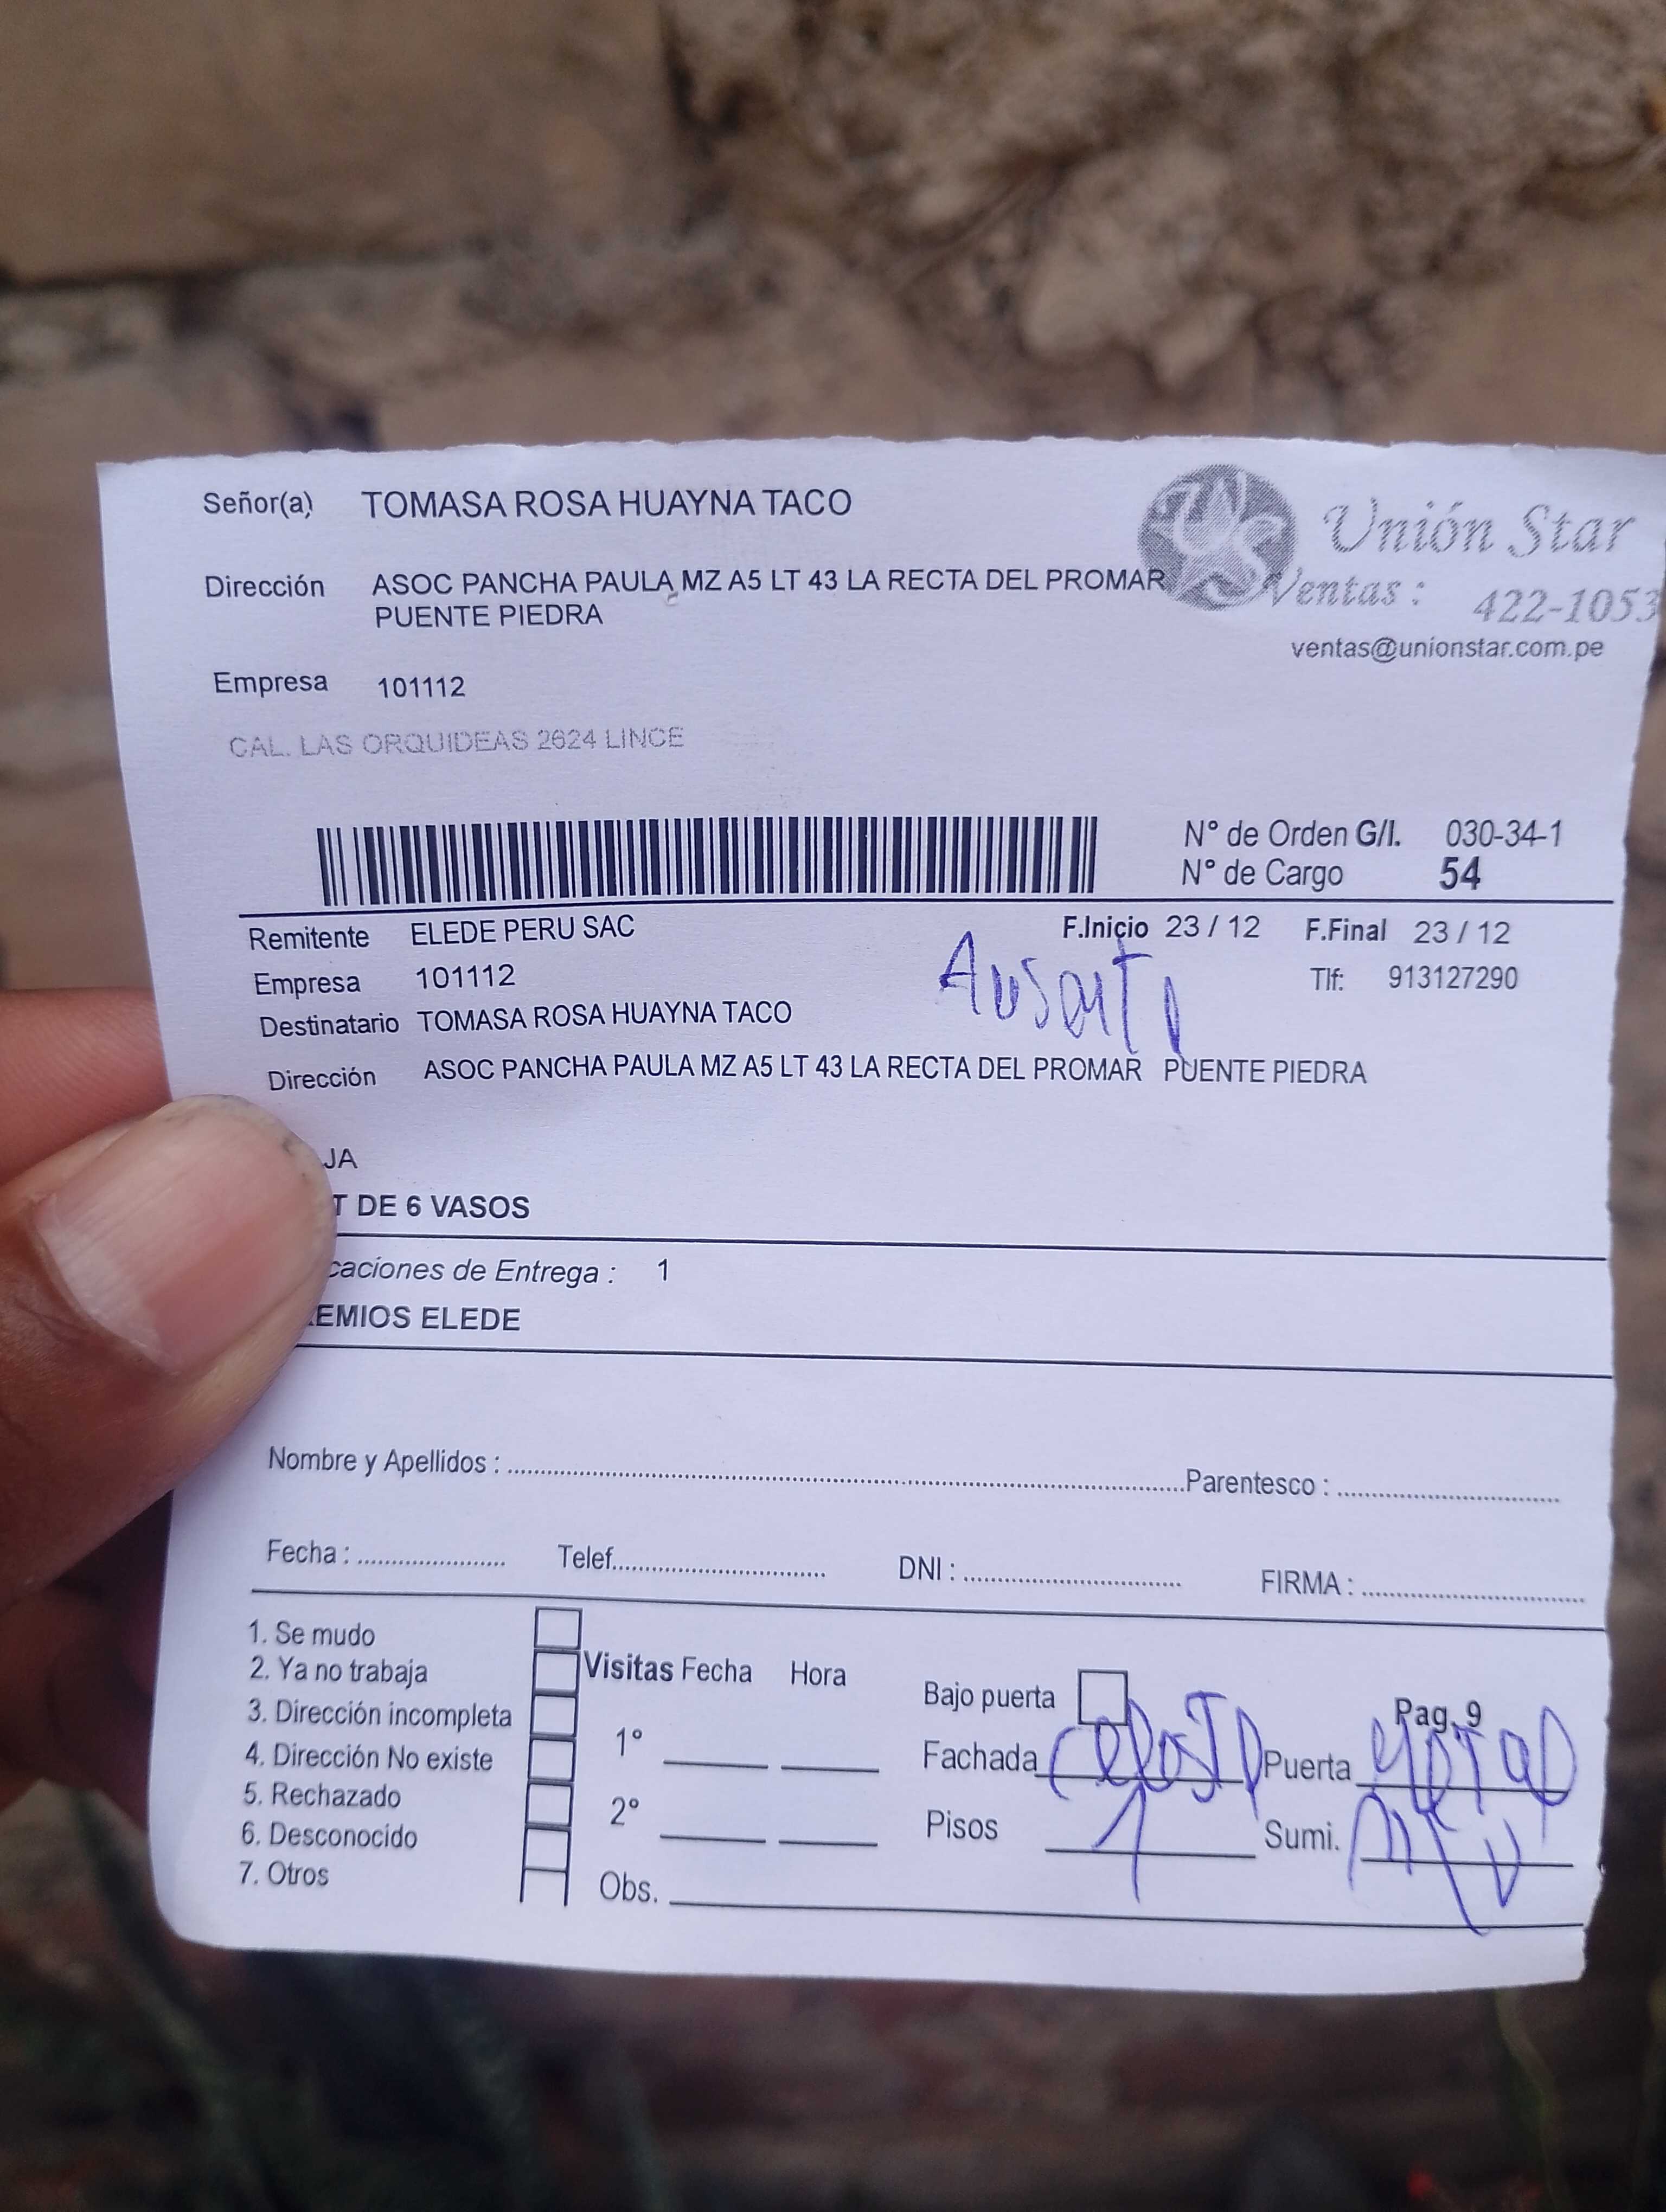 Señor(a) TOMASA ROSA HUAYNA TACO
Unión Star
Dirección ASOC PANCHA PAULA MZ A5 LT 43 LA RECTA DEL PROMAR
PUENTE PIEDRA
Ventas : 422-1053
ventas@unionstar.com.pe
Empresa 101112
CAL. LAS ORQUIDEAS 2624 LINCE
N° de Orden G/I. 030-34-1
N° de Cargo 54
Remitente ELEDE PERU SAC F.Inicio 23 / 12 F.Final 23 / 12
Empresa 101112 Tlf: 913127290
Destinatario TOMASA ROSA HUAYNA TACO
Dirección ASOC PANCHA PAULA MZ A5 LT 43 LA RECTA DEL PROMAR PUENTE PIEDRA
JA
T DE 6 VASOS
caciones de Entrega : 1
EMIOS ELEDE
Nombre y Apellidos : Parentesco :
Fecha : Telef. DNI : FIRMA :
1. Se mudo
2. Ya no trabaja
3. Dirección incompleta
4. Dirección No existe
5. Rechazado
6. Desconocido
7. Otros
Visitas Fecha Hora
1°
2°
Obs.
Bajo puerta
Pag. 9
Fachada Puerta
Pisos 1 Sumi.